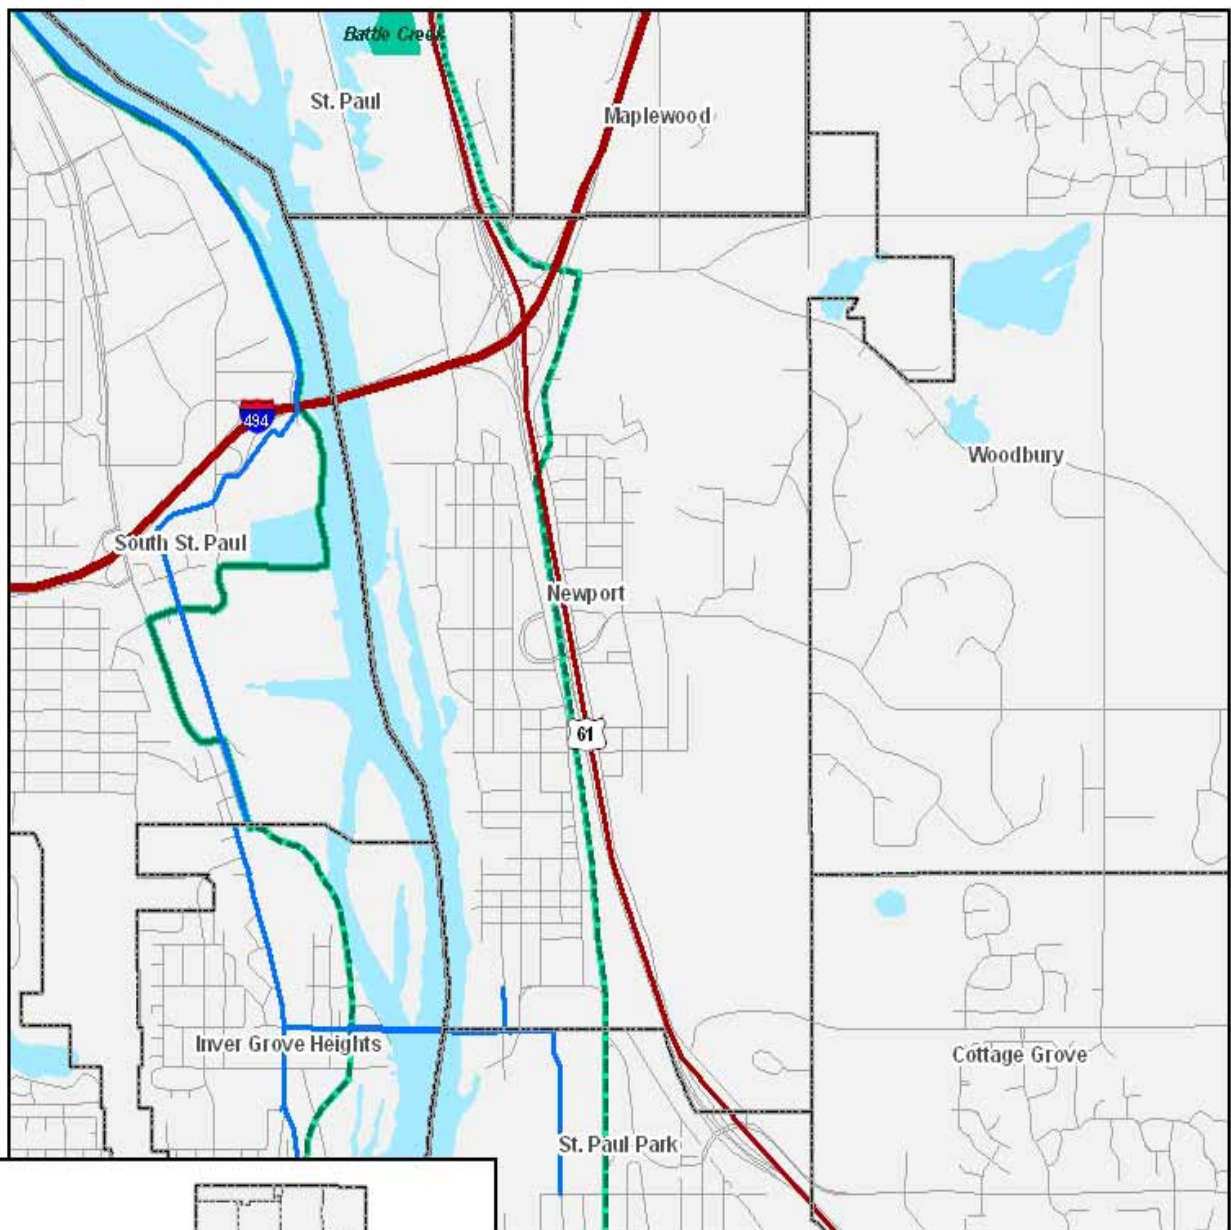 Battle Creek
St. Paul
Maplewood
494
Woodbury
South St. Paul
Newport
61
Inver Grove Heights
Cottage Grove
St. Paul Park